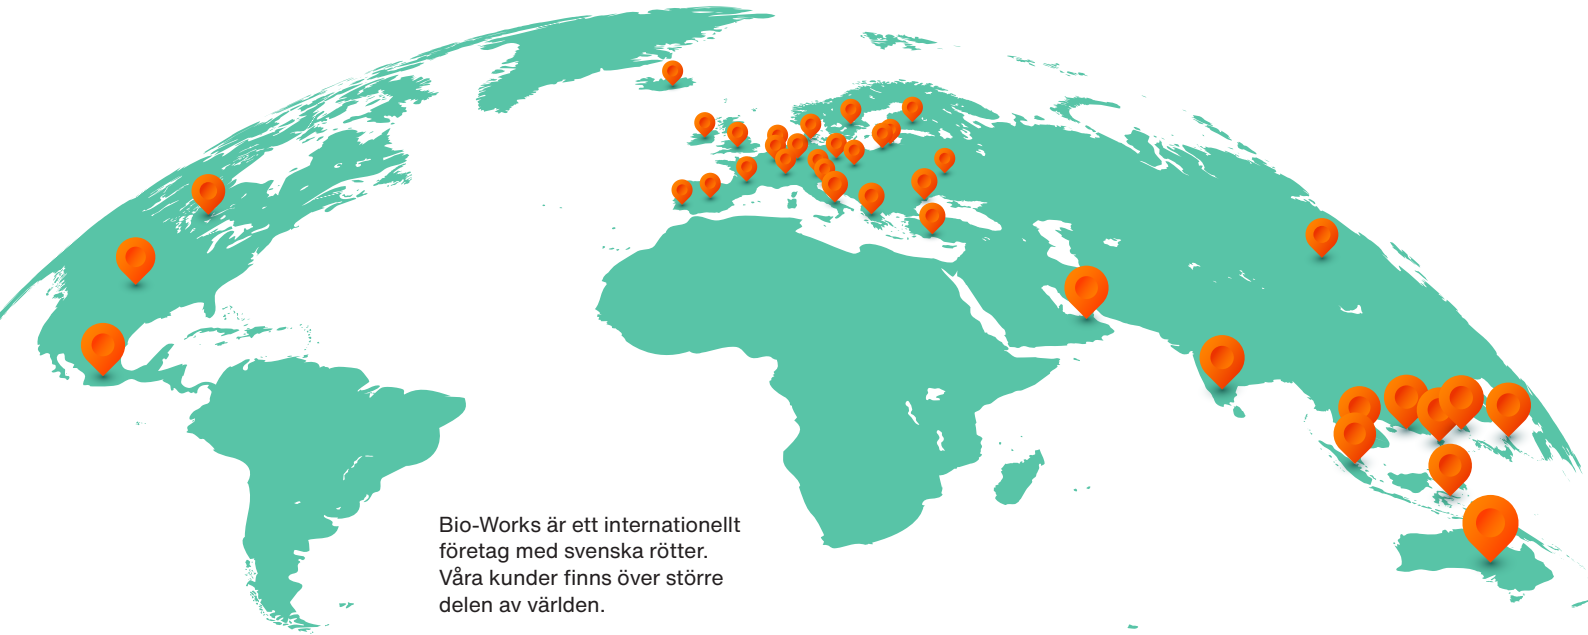 Bio-Works är ett internationellt
företag med svenska rötter.
Våra kunder finns över större
delen av världen.